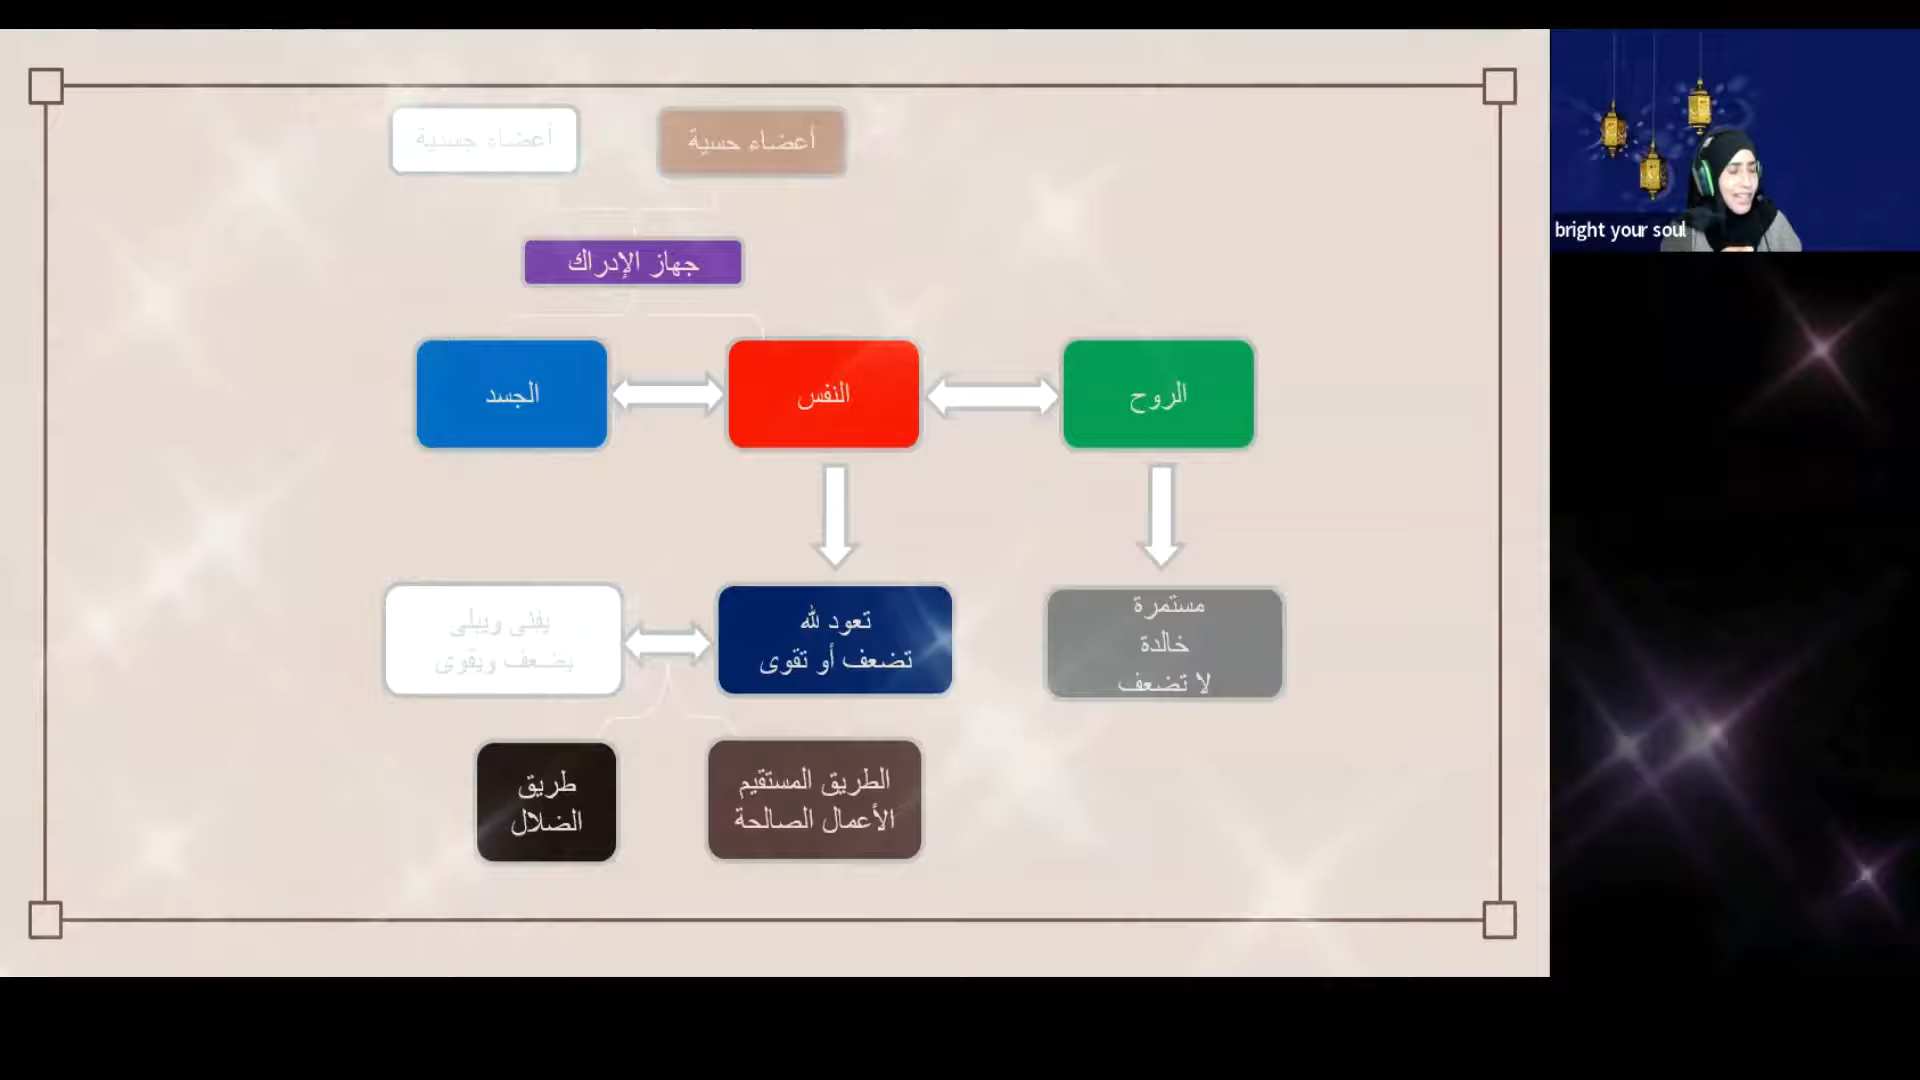 أعضاء حسية
أعضاء جسية
جهاز الإدراك
الروح
النفس
الجسد
مستمرة
خالدة
لا تضعف
تعود لله
تضعف أو تقوى
يفنى ويبلى
يضعف ويقوى
الطريق المستقيم
الأعمال الصالحة
طريق
الضلال
bright your soul